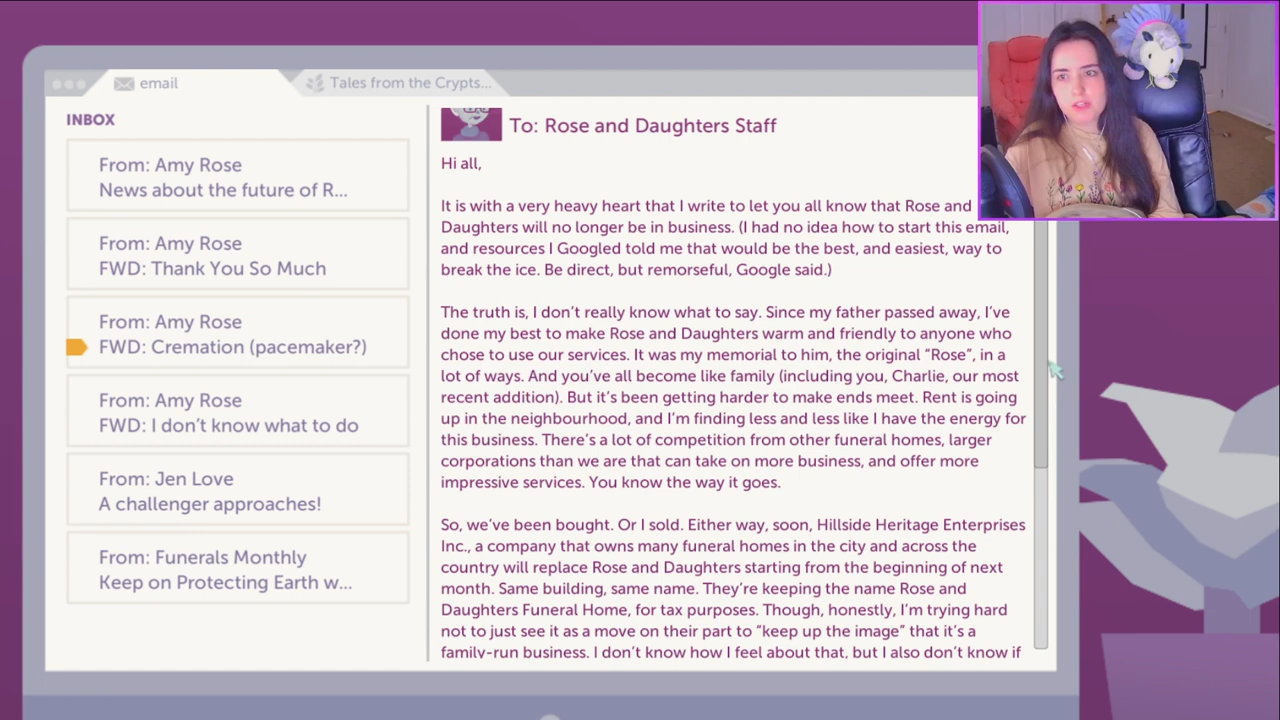 email
Tales from the Crypts...
INBOX
From: Amy Rose
News about the future of R...
From: Amy Rose
FWD: Thank You So Much
From: Amy Rose
FWD: Cremation (pacemaker?)
From: Amy Rose
FWD: I don't know what to do
From: Jen Love
A challenger approaches!
From: Funerals Monthly
Keep on Protecting Earth w...
To: Rose and Daughters Staff
Hi all,
It is with a very heavy heart that I write to let you all know that Rose and
Daughters will no longer be in business. (I had no idea how to start this email,
and resources I Googled told me that would be the best, and easiest, way to
break the ice. Be direct, but remorseful, Google said.)
The truth is, I don't really know what to say. Since my father passed away, I've
done my best to make Rose and Daughters warm and friendly to anyone who
chose to use our services. It was my memorial to him, the original "Rose", in a
lot of ways. And you've all become like family (including you, Charlie, our most
recent addition). But it's been getting harder to make ends meet. Rent is going
up in the neighbourhood, and I'm finding less and less like I have the energy for
this business. There's a lot of competition from other funeral homes, larger
corporations than we are that can take on more business, and offer more
impressive services. You know the way it goes.
So, we've been bought. Or I sold. Either way, soon, Hillside Heritage Enterprises
Inc., a company that owns many funeral homes in the city and across the
country will replace Rose and Daughters starting from the beginning of next
month. Same building, same name. They're keeping the name Rose and
Daughters Funeral Home, for tax purposes. Though, honestly, I'm trying hard
not to just see it as a move on their part to "keep up the image" that it's a
family-run business. I don't know how I feel about that, but I also don't know if